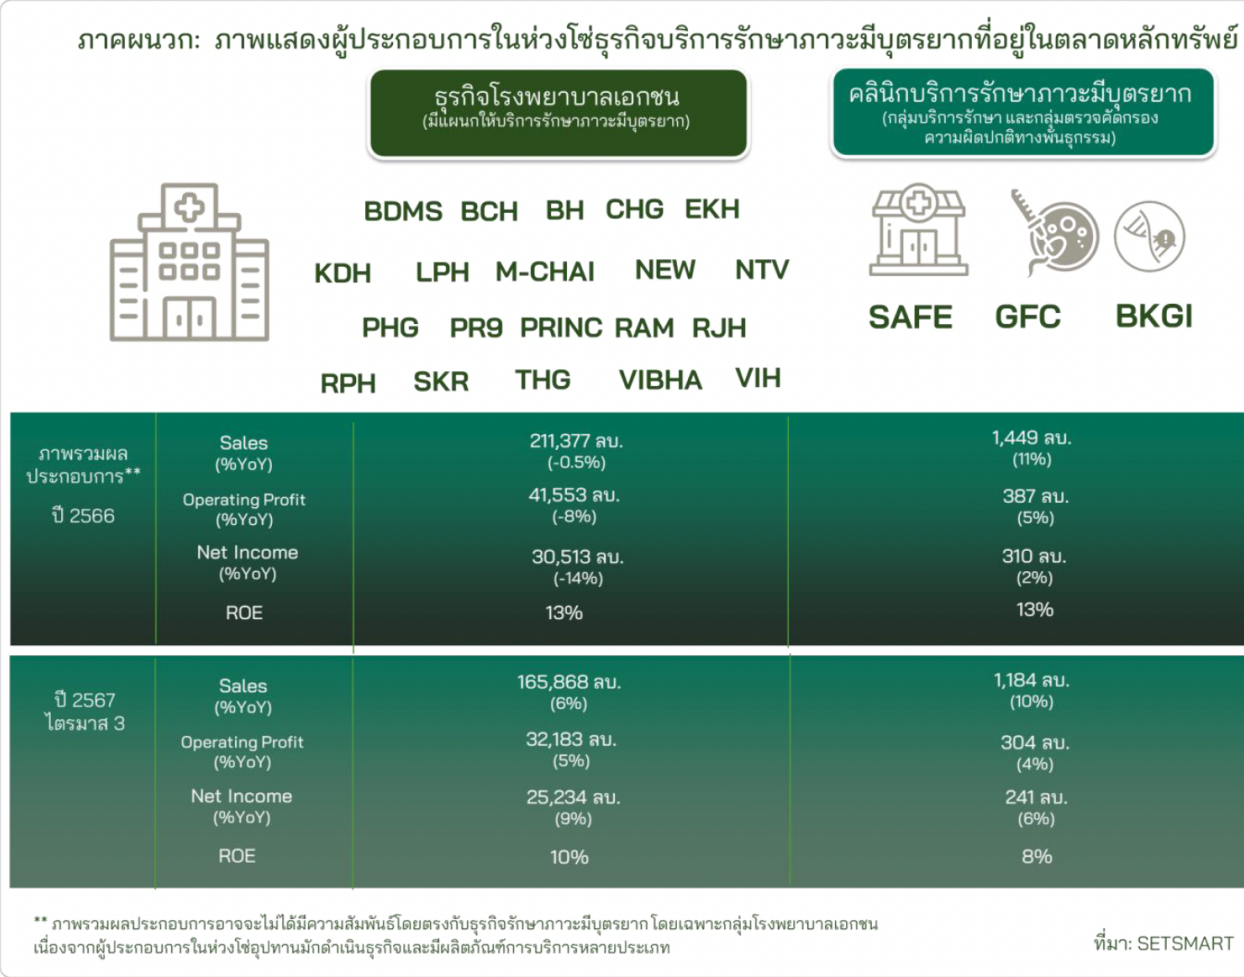 ภาคผนวก: ภาพแสดงผู้ประกอบการในห่วงโซ่ธุรกิจบริการรักษาภาวะมีบุตรยากที่อยู่ในตลาดหลักทรัพย์
ธุรกิจโรงพยาบาลเอกชน
(มีแผนกให้บริการรักษาภาวะมีบุตรยาก)
คลินิกบริการรักษาภาวะมีบุตรยาก
(กลุ่มบริการรักษา และกลุ่มตรวจคัดกรอง
ความผิดปกติทางพันธุกรรม)
BDMS BCH BH CHG EKH
KDH LPH M-CHAI NEW NTV
PHG PR9 PRINC RAM RJH
RPH SKR THG VIBHA VIH
SAFE GFC BKGI
ภาพรวมผล
ประกอบการ**
ปี 2566
Sales 211,377 ลบ. 1,449 ลบ.
(%YoY) (-0.5%) (11%)
Operating Profit 41,553 ลบ. 387 ลบ.
(%YoY) (-8%) (5%)
Net Income 30,513 ลบ. 310 ลบ.
(%YoY) (-14%) (2%)
ROE 13% 13%
ปี 2567
ไตรมาส 3
Sales 165,868 ลบ. 1,184 ลบ.
(%YoY) (6%) (10%)
Operating Profit 32,183 ลบ. 304 ลบ.
(%YoY) (5%) (4%)
Net Income 25,234 ลบ. 241 ลบ.
(%YoY) (9%) (6%)
ROE 10% 8%
** ภาพรวมผลประกอบการอาจจะไม่ได้มีความสัมพันธ์โดยตรงกับธุรกิจรักษาภาวะมีบุตรยาก โดยเฉพาะกลุ่มโรงพยาบาลเอกชน
เนื่องจากผู้ประกอบการในห่วงโซ่อุปทานมักดำเนินธุรกิจและมีผลิตภัณฑ์การบริการหลายประเภท
ที่มา: SETSMART